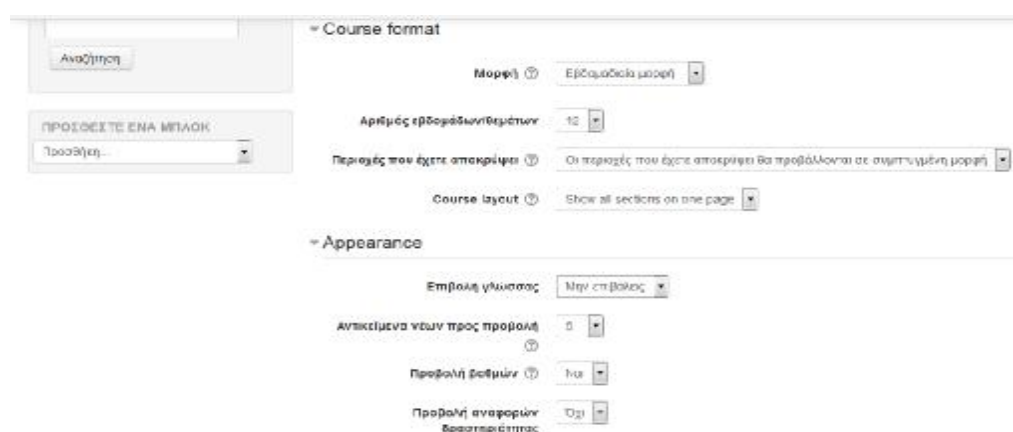 Αναζήτηση
ΠΡΟΣΘΕΣΤΕ ΕΝΑ ΜΠΛΟΚ
Προσθήκη...
Course format
Μορφή
Εβδομαδιαία μορφή
Αριθμός εβδομάδων/θεμάτων
10
Περιοχές που έχετε αποκρύψει
Οι περιοχές που έχετε αποκρύψει θα προβάλλονται σε συμπτυγμένη μορφή
Course layout
Show all sections on one page
Appearance
Επιβολή γλώσσας
Μην επιβάλεις
Αντικείμενα νέων προς προβολή
5
Προβολή βαθμών
Ναι
Προβολή αναφορών
δραστηριότητας
Όχι